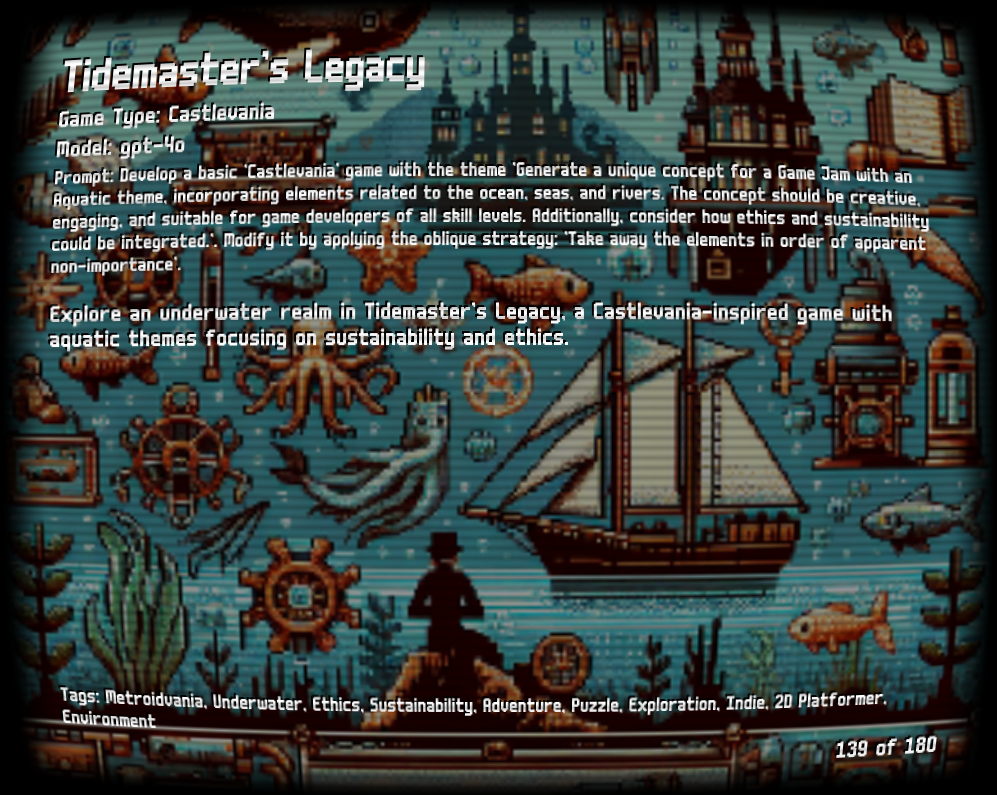 Tidemaster's Legacy
Game Type: Castlevania
Model: gpt-4o
Prompt: Develop a basic 'Castlevania' game with the theme 'Generate a unique concept for a Game Jam with an
Aquatic theme, incorporating elements related to the ocean, seas, and rivers. The concept should be creative,
engaging, and suitable for game developers of all skill levels. Additionally, consider how ethics and sustainability
could be integrated.'. Modify it by applying the oblique strategy: 'Take away the elements in order of apparent
non-importance'.
Explore an underwater realm in Tidemaster's Legacy, a Castlevania-inspired game with
aquatic themes focusing on sustainability and ethics.
Tags: Metroidvania, Underwater, Ethics, Sustainability, Adventure, Puzzle, Exploration, Indie, 2D Platformer,
Environment
139 of 180